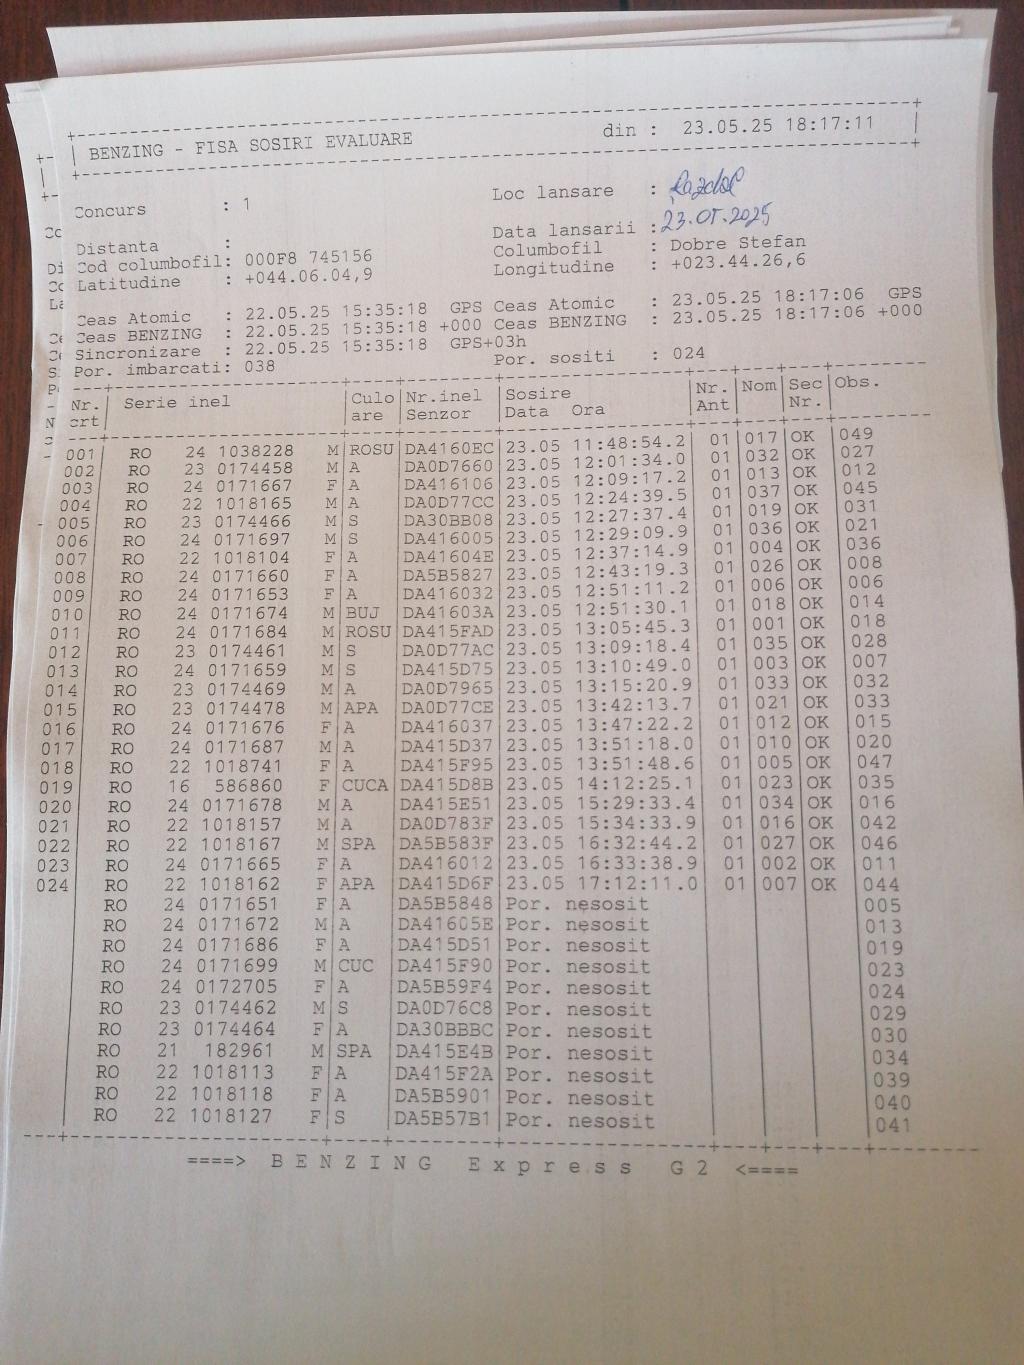 BENZING - FISA SOSIRI EVALUARE din : 23.05.25 18:17:11
Concurs : 1 Loc lansare : Razdol
Distanta : Data lansarii : 23.05.2025
Cod columbofil: 000F8 745156 Columbofil : Dobre Stefan
Latitudine : +044.06.04,9 Longitudine : +023.44.26,6
Ceas Atomic : 22.05.25 15:35:18 GPS Ceas Atomic : 23.05.25 18:17:06 GPS
Ceas BENZING : 22.05.25 15:35:18 +000 Ceas BENZING : 23.05.25 18:17:06 +000
Sincronizare : 22.05.25 15:35:18 GPS+03h
Por. imbarcati: 038 Por. sositi : 024
Nr. Serie inel Culo Nr.inel Sosire Nr. Nom Sec Obs.
crt oare Senzor Data Ora Ant Nr.
001 RO 24 1038228 M ROSU DA4160EC 23.05 11:48:54.2 01 017 OK 049
002 RO 23 0174458 M A DA0D7660 23.05 12:01:34.0 01 032 OK 027
003 RO 24 0171667 F A DA416106 23.05 12:09:17.2 01 013 OK 012
004 RO 22 1018165 M A DA0D77CC 23.05 12:24:39.5 01 037 OK 045
005 RO 23 0174466 M S DA30BB08 23.05 12:27:37.4 01 019 OK 031
006 RO 24 0171697 M S DA416005 23.05 12:29:09.9 01 036 OK 021
007 RO 22 1018104 F A DA41604E 23.05 12:37:14.9 01 004 OK 036
008 RO 24 0171660 F A DA5B5827 23.05 12:43:19.3 01 026 OK 008
009 RO 24 0171653 F A DA416032 23.05 12:51:11.2 01 006 OK 006
010 RO 24 0171674 M BUJ DA41603A 23.05 12:51:30.1 01 018 OK 014
011 RO 24 0171684 M ROSU DA415FAD 23.05 13:05:45.3 01 001 OK 018
012 RO 23 0174461 M S DA0D77AC 23.05 13:09:18.4 01 035 OK 028
013 RO 24 0171659 M S DA415D75 23.05 13:10:49.0 01 003 OK 007
014 RO 23 0174469 M A DA0D7965 23.05 13:15:20.9 01 033 OK 032
015 RO 23 0174478 M APA DA0D77CE 23.05 13:42:13.7 01 021 OK 033
016 RO 24 0171676 F A DA416037 23.05 13:47:22.2 01 012 OK 015
017 RO 24 0171687 M A DA415D37 23.05 13:51:18.0 01 010 OK 020
018 RO 22 1018741 F A DA415F95 23.05 13:51:48.6 01 005 OK 047
019 RO 16 586860 F CUCA DA415D8B 23.05 14:12:25.1 01 023 OK 035
020 RO 24 0171678 M A DA415E51 23.05 15:29:33.4 01 034 OK 016
021 RO 22 1018157 M A DA0D783F 23.05 15:34:33.9 01 016 OK 042
022 RO 22 1018167 M SPA DA5B583F 23.05 16:32:44.2 01 027 OK 046
023 RO 24 0171665 F A DA416012 23.05 16:33:38.9 01 002 OK 011
024 RO 22 1018162 F APA DA415D6F 23.05 17:12:11.0 01 007 OK 044
RO 24 0171651 F A DA5B5848 Por. nesosit 005
RO 24 0171672 M A DA41605E Por. nesosit 013
RO 24 0171686 F A DA415D51 Por. nesosit 019
RO 24 0171699 M CUC DA415F90 Por. nesosit 023
RO 24 0172705 F A DA5B59F4 Por. nesosit 024
RO 23 0174462 M S DA0D76C8 Por. nesosit 029
RO 23 0174464 F A DA30BBBC Por. nesosit 030
RO 21 182961 M SPA DA415E4B Por. nesosit 034
RO 22 1018113 F A DA415F2A Por. nesosit 039
RO 22 1018118 F A DA5B5901 Por. nesosit 040
RO 22 1018127 F S DA5B57B1 Por. nesosit 041
====> BENZING Express G2 <====